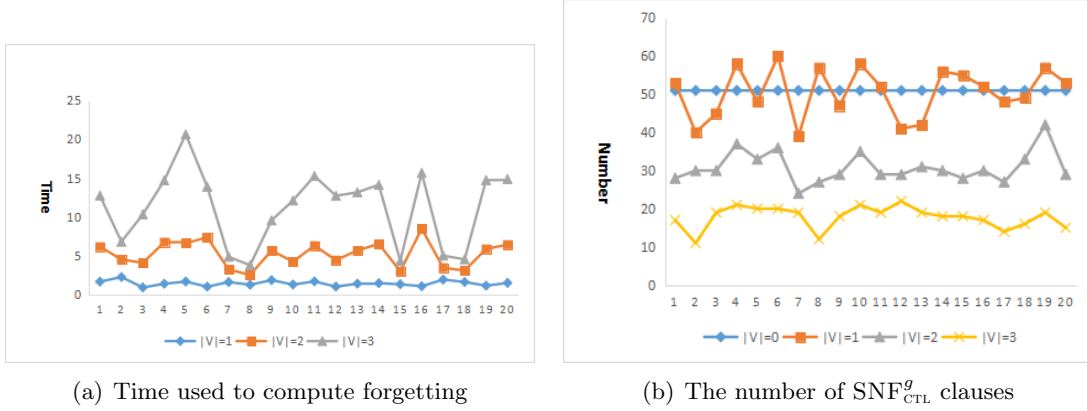 25
20
15
10
5
0
Time
1 2 3 4 5 6 7 8 9 10 11 12 13 14 15 16 17 18 19 20
|V|=1 |V|=2 |V|=3
(a) Time used to compute forgetting
70
60
50
40
30
20
10
0
Number
1 2 3 4 5 6 7 8 9 10 11 12 13 14 15 16 17 18 19 20
|V|=0 |V|=1 |V|=2 |V|=3
(b) The number of SNF^g_CTL clauses